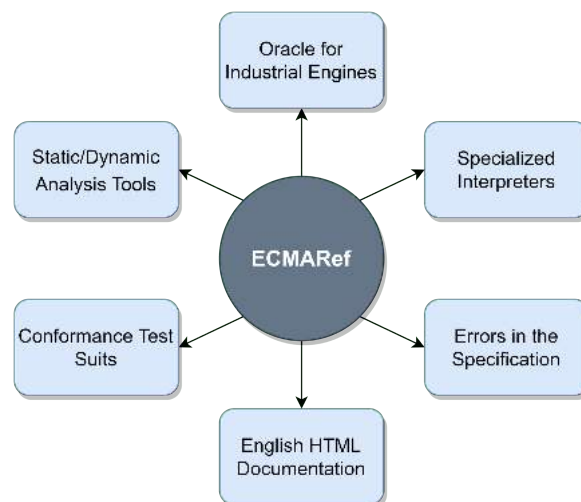 Oracle for
Industrial Engines
Static/Dynamic
Analysis Tools
Specialized
Interpreters
ECMARef
Conformance Test
Suits
Errors in the
Specification
English HTML
Documentation